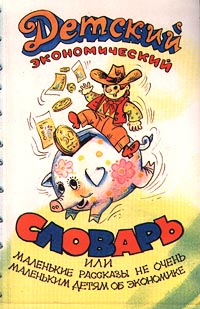 Детский
экономический
словарь
или
маленькие рассказы не очень
маленьким детям об экономике